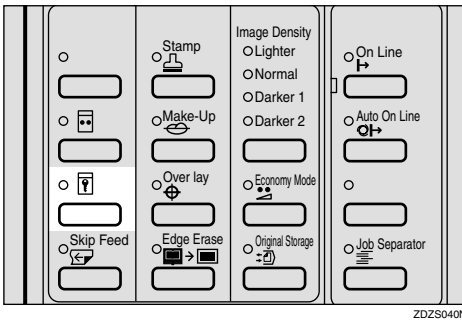 Image Density
Stamp
Lighter
On Line
Normal
Darker 1
Make-Up
Darker 2
Auto On Line
Over lay
Economy Mode
Skip Feed
Edge Erase
Original Storage
Job Separator
ZDZS040N